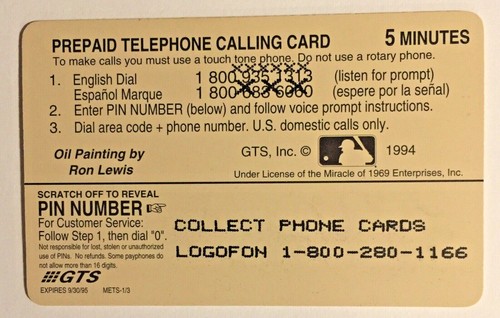 PREPAID TELEPHONE CALLING CARD 5 MINUTES
To make calls you must use a touch tone phone. Do not use a rotary phone.
1. English Dial 1 800 935 1313 (listen for prompt)
Español Marque 1 800 (espere por la señal)
2. Enter PIN NUMBER (below) and follow voice prompt instructions.
3. Dial area code + phone number. U.S. domestic calls only.
Oil Painting by
Ron Lewis
GTS, Inc. © 1994
Under License of the Miracle of 1969 Enterprises, Inc.
SCRATCH OFF TO REVEAL
PIN NUMBER ☞
For Customer Service:
Follow Step 1, then dial "0".
Not responsible for lost, stolen or unauthorized
use of PINs. No refunds. Some payphones do
not allow more than 16 digits.
COLLECT PHONE CARDS
LOGOFON 1-800-280-1166
GTS
EXPIRES 9/30/95 METS-1/3